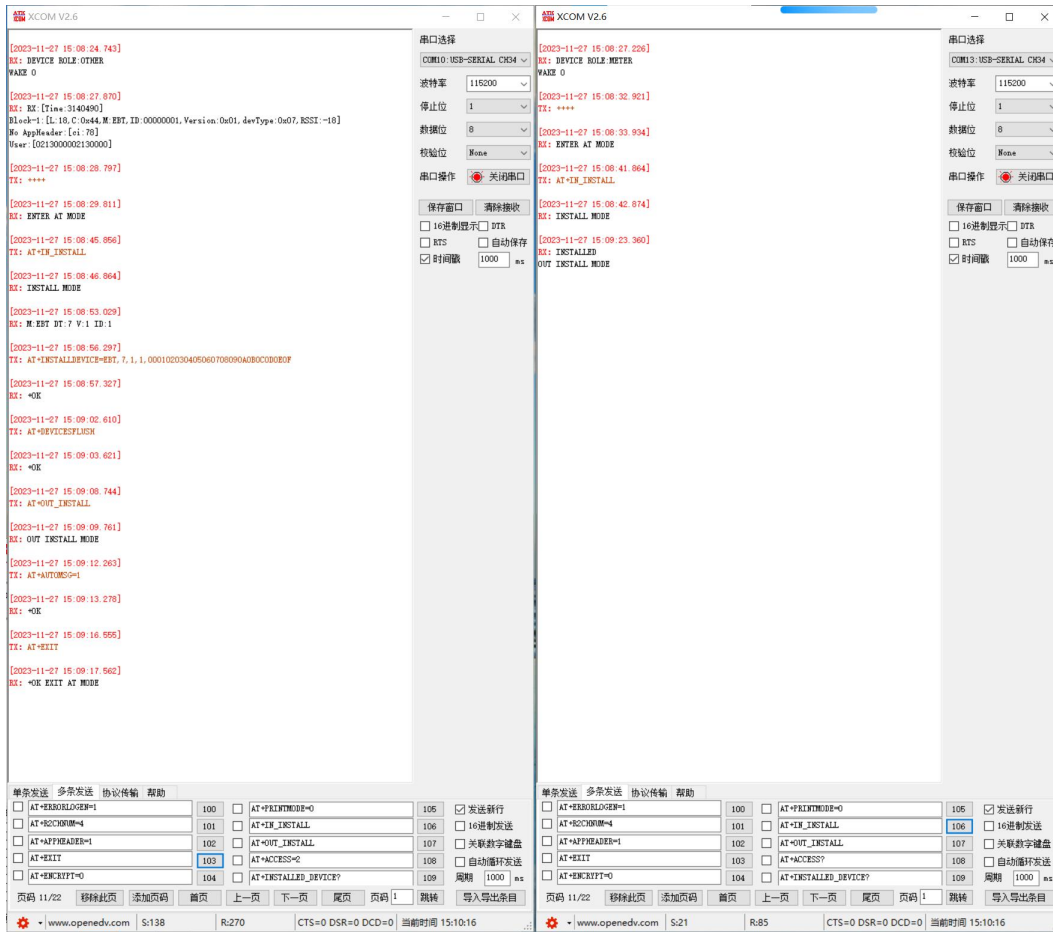 XCOM V2.6
[2023-11-27 15:08:24.743]
RX: DEVICE ROLE:OTHER
WAKE 0
[2023-11-27 15:08:27.870]
RX: RX:[Time:3140490]
Block-1:[L:18,C:0x44,M:EBT,ID:00000001,Version:0x01,devType:0x07,RSSI:-18]
No AppHeader:[ci:78]
User:[0213000002130000]
[2023-11-27 15:08:28.797]
TX: ++++
[2023-11-27 15:08:29.811]
RX: ENTER AT MODE
[2023-11-27 15:08:45.856]
TX: AT+IN_INSTALL
[2023-11-27 15:08:46.864]
RX: INSTALL MODE
[2023-11-27 15:08:53.029]
RX: M:EBT DT:7 V:1 ID:1
[2023-11-27 15:08:56.297]
TX: AT+INSTALLDEVICE=EBT,7,1,1,000102030405060708090A0B0C0D0E0F
[2023-11-27 15:08:57.327]
RX: +OK
[2023-11-27 15:09:02.610]
TX: AT+DEVICESFLUSH
[2023-11-27 15:09:03.621]
RX: +OK
[2023-11-27 15:09:08.744]
TX: AT+OUT_INSTALL
[2023-11-27 15:09:09.761]
RX: OUT INSTALL MODE
[2023-11-27 15:09:12.263]
TX: AT+AUTOMSG=1
[2023-11-27 15:09:13.278]
RX: +OK
[2023-11-27 15:09:16.555]
TX: AT+EXIT
[2023-11-27 15:09:17.562]
RX: +OK EXIT AT MODE
串口选择
COM10:USB-SERIAL CH34
波特率 115200
停止位 1
数据位 8
校验位 None
串口操作 关闭串口
保存窗口 清除接收
16进制显示 DTR
RTS 自动保存
时间戳 1000 ms
单条发送 多条发送 协议传输 帮助
AT+ERRORLOGEN=1 100 AT+PRINTMODE=0 105 发送新行
AT+R2CHNUM=4 101 AT+IN_INSTALL 106 16进制发送
AT+APPHEADER=1 102 AT+OUT_INSTALL 107 关联数字键盘
AT+EXIT 103 AT+ACCESS=2 108 自动循环发送
AT+ENCRYPT=0 104 AT+INSTALLED_DEVICE? 109 周期 1000 ms
页码 11/22 移除此页 添加页码 首页 上一页 下一页 尾页 页码 1 跳转 导入导出条目
www.openedv.com S:138 R:270 CTS=0 DSR=0 DCD=0 当前时间 15:10:16
XCOM V2.6
[2023-11-27 15:08:27.226]
RX: DEVICE ROLE:METER
WAKE 0
[2023-11-27 15:08:32.921]
TX: ++++
[2023-11-27 15:08:33.934]
RX: ENTER AT MODE
[2023-11-27 15:08:41.864]
TX: AT+IN_INSTALL
[2023-11-27 15:08:42.874]
RX: INSTALL MODE
[2023-11-27 15:09:23.360]
RX: INSTALLED
OUT INSTALL MODE
串口选择
COM13:USB-SERIAL CH34
波特率 115200
停止位 1
数据位 8
校验位 None
串口操作 关闭串口
保存窗口 清除接收
16进制显示 DTR
RTS 自动保存
时间戳 1000 ms
单条发送 多条发送 协议传输 帮助
AT+ERRORLOGEN=1 100 AT+PRINTMODE=0 105 发送新行
AT+R2CHNUM=4 101 AT+IN_INSTALL 106 16进制发送
AT+APPHEADER=1 102 AT+OUT_INSTALL 107 关联数字键盘
AT+EXIT 103 AT+ACCESS? 108 自动循环发送
AT+ENCRYPT=0 104 AT+INSTALLED_DEVICE? 109 周期 1000 ms
页码 11/22 移除此页 添加页码 首页 上一页 下一页 尾页 页码 1 跳转 导入导出条目
www.openedv.com S:21 R:85 CTS=0 DSR=0 DCD=0 当前时间 15:10:16